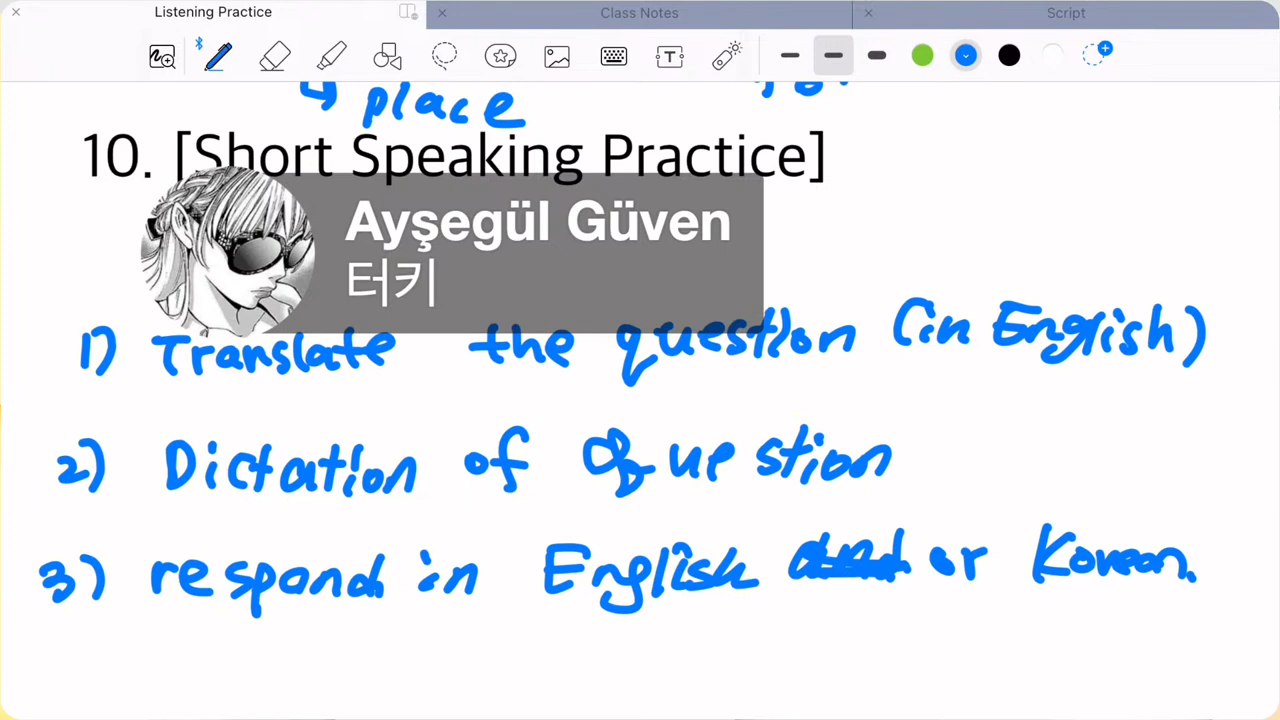 Listening Practice
Class Notes
Script
place
10. [Short Speaking Practice]
Ayşegül Güven
터키
1) Translate the question (in English)
2) Dictation of question
3) respond in English and or Korean.